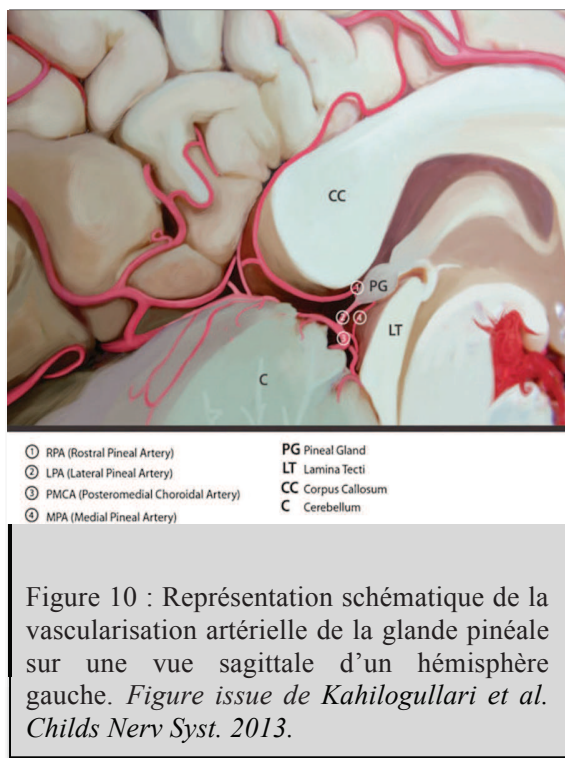 CC
PG
LT
C
① RPA (Rostral Pineal Artery)
② LPA (Lateral Pineal Artery)
③ PMCA (Posteromedial Choroidal Artery)
④ MPA (Medial Pineal Artery)
PG Pineal Gland
LT Lamina Tecti
CC Corpus Callosum
C Cerebellum
Figure 10 : Représentation schématique de la
vascularisation artérielle de la glande pinéale
sur une vue sagittale d’un hémisphère
gauche. Figure issue de Kahilogullari et al.
Childs Nerv Syst. 2013.